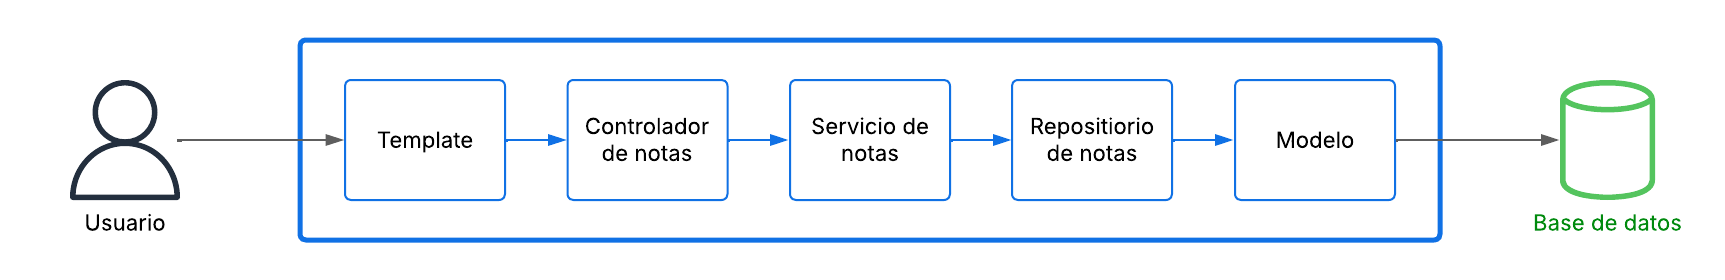 Usuario
Template
Controlador
de notas
Servicio de
notas
Repositiorio
de notas
Modelo
Base de datos